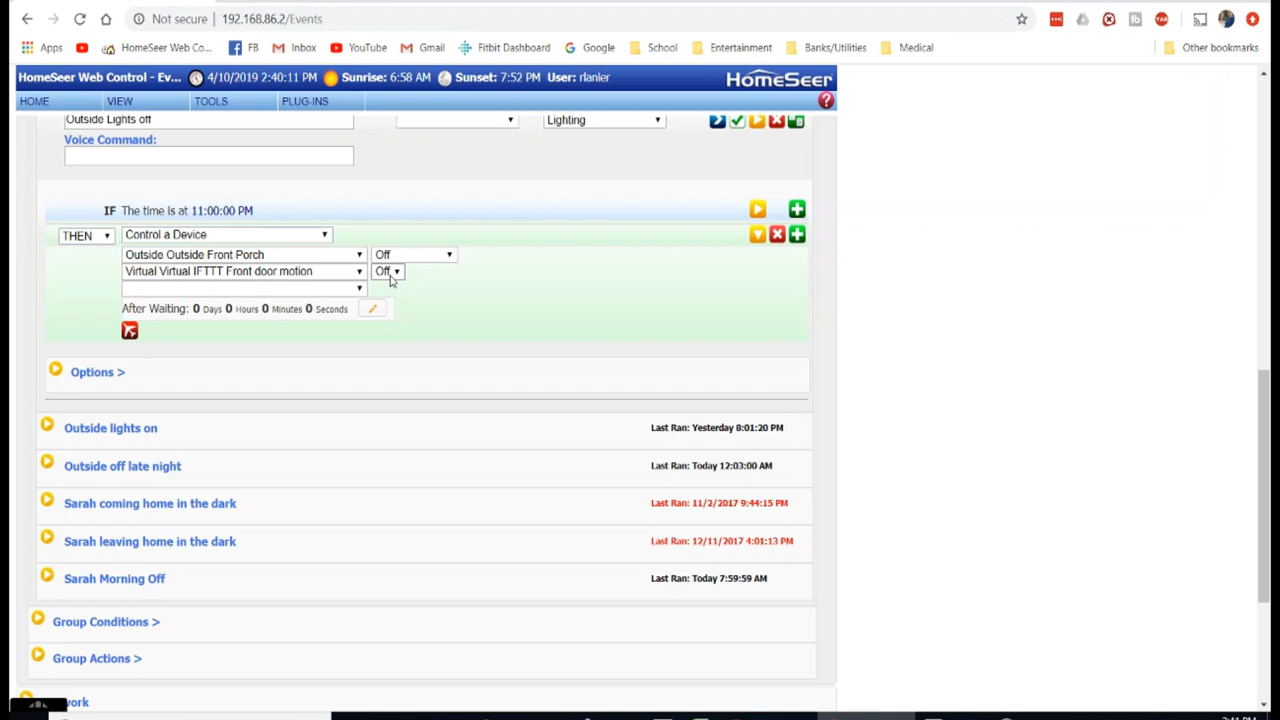 Not secure | 192.168.86.2/Events
Apps HomeSeer Web Co... FB Inbox YouTube Gmail Fitbit Dashboard Google School Entertainment Banks/Utilities Medical Other bookmarks
HomeSeer Web Control - Ev... 4/10/2019 2:40:11 PM Sunrise: 6:58 AM Sunset: 7:52 PM User: rlanier HomeSeer
HOME VIEW TOOLS PLUG-INS ?
Outside Lights off Lighting
Voice Command:
IF The time is at 11:00:00 PM
THEN Control a Device
Outside Outside Front Porch Off
Virtual Virtual IFTTT Front door motion Off
After Waiting: 0 Days 0 Hours 0 Minutes 0 Seconds
Options >
Outside lights on Last Ran: Yesterday 8:01:20 PM
Outside off late night Last Ran: Today 12:03:00 AM
Sarah coming home in the dark Last Ran: 11/2/2017 9:44:15 PM
Sarah leaving home in the dark Last Ran: 12/11/2017 4:01:13 PM
Sarah Morning Off Last Ran: Today 7:59:59 AM
Group Conditions >
Group Actions >
work